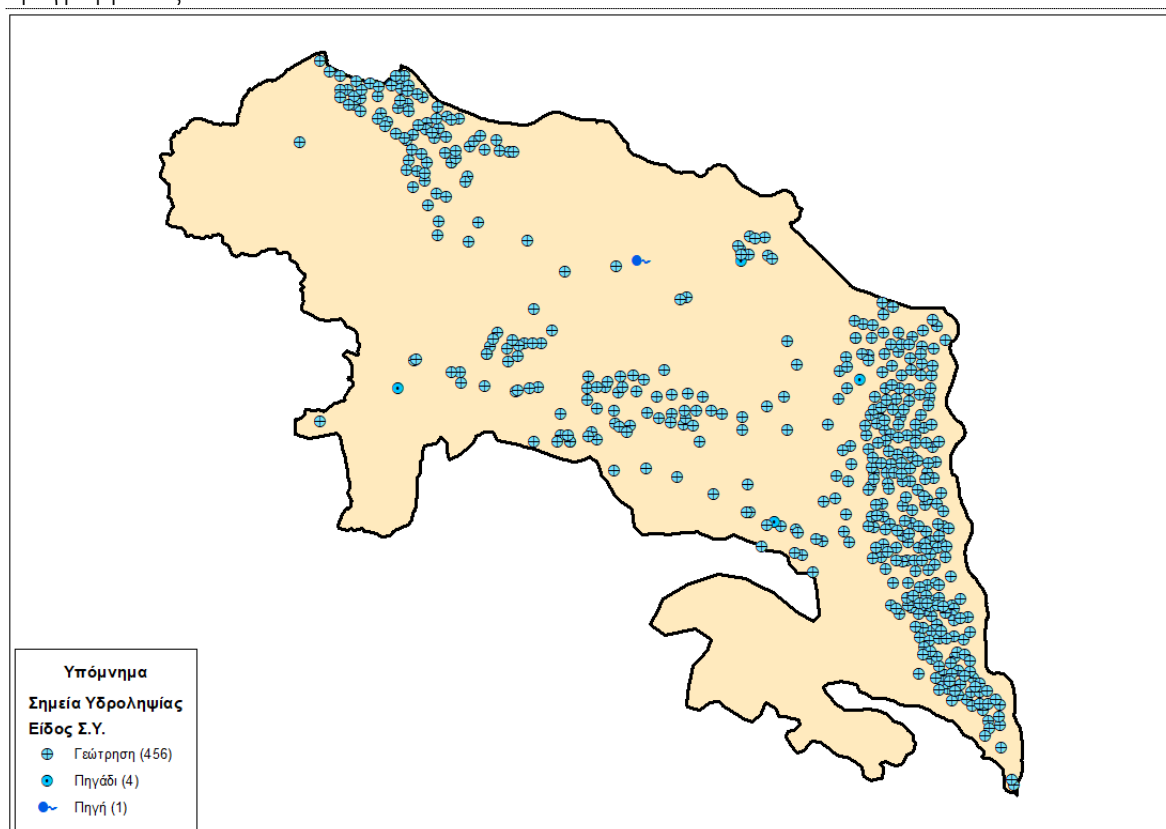 Υπόμνημα
Σημεία Υδροληψίας
Είδος Σ.Υ.
Γεώτρηση (456)
Πηγάδι (4)
Πηγή (1)